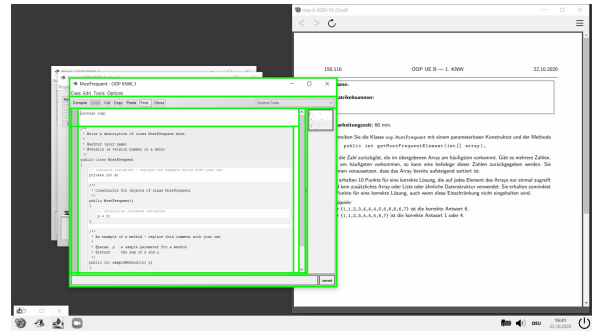 oop-in-2020-10-22.pdf
159.116 OOP UE B — 1. KNW 22.10.2020
ame:
atrikelnummer:
arbeitungszeit: 60 min.
reiben Sie die Klasse oop.MostFrequent mit einem parameterlosen Konstruktor und der Methode
public int getMostFrequentElement(int[] array),
die Zahl zurückgibt, die im übergebenen Array am häufigsten vorkommt. Gibt es mehrere Zahlen,
am häufigsten vorkommen, so kann eine beliebige dieser Zahlen zurückgegeben werden. Sie
nen voraussetzen, dass das Array bereits aufsteigend sortiert ist.
erhalten 10 Punkte für eine korrekte Lösung, die auf jedes Element des Arrays nur einmal zugreift
d kein zusätzliches Array oder Liste oder ähnliche Datenstruktur verwendet. Sie erhalten zumindest
Punkte für eine korrekte Lösung, auch wenn diese Einschränkung nicht eingehalten wird.
spiele:
{1,1,2,3,4,4,5,6,6,6,7} ist die korrekte Antwort 6.
{1,1,2,3,4,4,5,6,7} ist die korrekte Antwort 1 oder 4.
MostFrequent - OOP KNW_1
Class Edit Tools Options
Compile Undo Cut Copy Paste Find... Close Source Code
package oop;
* Write a description of class MostFrequent here.
*
* @author (your name)
* @version (a version number or a date)
*/
public class MostFrequent
{
// instance variables - replace the example below with your own
private int x;
/**
* Constructor for objects of class MostFrequent
*/
public MostFrequent()
{
// initialise instance variables
x = 0;
}
/**
* An example of a method - replace this comment with your own
*
* @param y a sample parameter for a method
* @return the sum of x and y
*/
public int sampleMethod(int y)
{
saved
DEU
16:41
22.10.2020